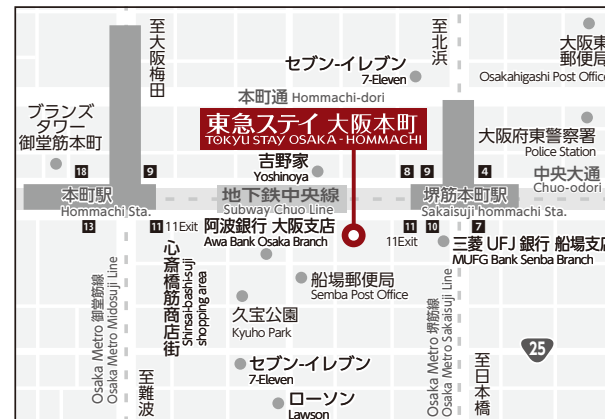 至大阪梅田
至北浜
大阪東
郵便局
Osakahigashi Post Office
セブン-イレブン
7-Eleven
本町通 Hommachi-dori
ブランズ
タワー
御堂筋本町
東急ステイ 大阪本町
TOKYU STAY OSAKA-HOMMACHI
大阪府東警察署
Police Station
吉野家
Yoshinoya
18
9
8
9
4
中央大通
Chuo-odori
本町駅
Hommachi Sta.
地下鉄中央線
Subway Chuo Line
堺筋本町駅
Sakaisuji hommachi Sta.
13
11 11Exit
阿波銀行 大阪支店
Awa Bank Osaka Branch
11
11Exit
10
7
三菱 UFJ 銀行 船場支店
MUFG Bank Senba Branch
心斎橋筋商店街
Shinsai-bashi-suji
shopping area
船場郵便局
Semba Post Office
久宝公園
Kyuho Park
Osaka Metro 御堂筋線
Osaka Metro Midosuji Line
Osaka Metro 堺筋線
Osaka Metro Sakaisuji Line
25
セブン-イレブン
7-Eleven
至難波
至日本橋
ローソン
Lawson